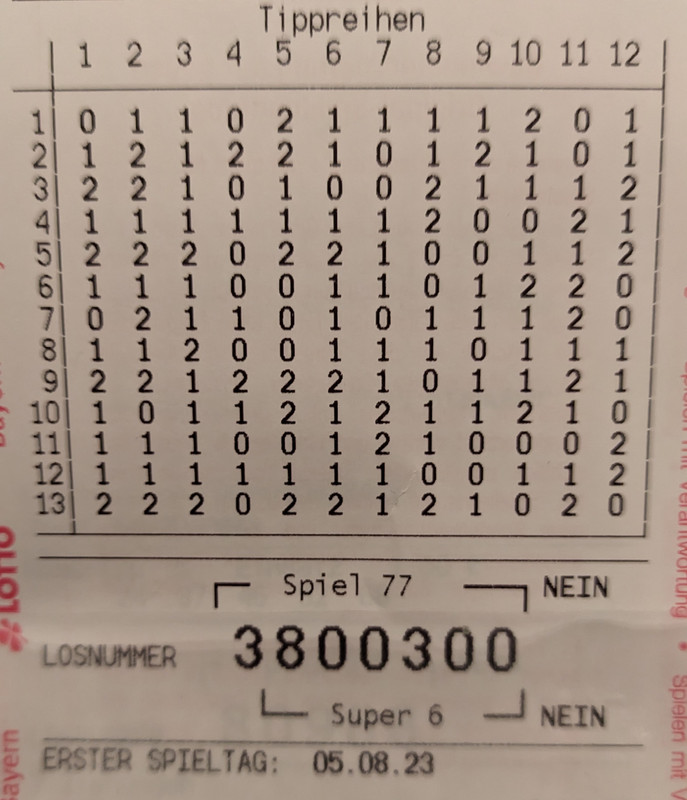 Tippreihen
1 2 3 4 5 6 7 8 9 10 11 12
1 0 1 1 0 2 1 1 1 1 2 0 1
2 1 2 1 2 2 1 0 1 2 1 0 1
3 2 2 1 0 1 0 0 2 1 1 1 2
4 1 1 1 1 1 1 1 2 0 0 2 1
5 2 2 2 0 2 2 1 0 0 1 1 2
6 1 1 1 0 0 1 1 0 1 2 2 0
7 0 2 1 1 0 1 0 1 1 1 2 0
8 1 1 2 0 0 1 1 1 0 1 1 1
9 2 2 1 2 2 2 1 0 1 1 2 1
10 1 0 1 1 2 1 2 1 1 2 1 0
11 1 1 1 0 0 1 2 1 0 0 0 2
12 1 1 1 1 1 1 1 0 0 1 1 2
13 2 2 2 0 2 2 1 2 1 0 2 0
Spiel 77 NEIN
LOSNUMMER 3800300
Super 6 NEIN
ERSTER SPIELTAG: 05.08.23
LOTTO
ayern
Spielen mit V
spielen mit Verantwortung